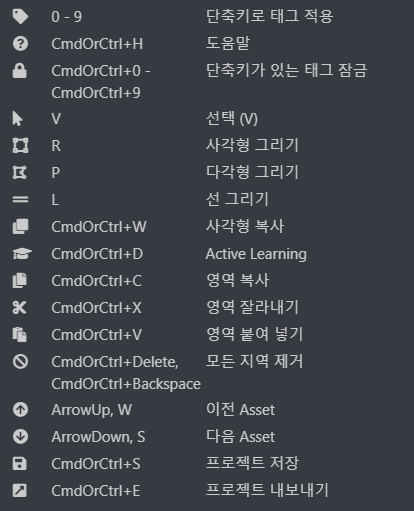 0 - 9 단축키로 태그 적용
CmdOrCtrl+H 도움말
CmdOrCtrl+0 - 단축키가 있는 태그 잠금
CmdOrCtrl+9
V 선택 (V)
R 사각형 그리기
P 다각형 그리기
L 선 그리기
CmdOrCtrl+W 사각형 복사
CmdOrCtrl+D Active Learning
CmdOrCtrl+C 영역 복사
CmdOrCtrl+X 영역 잘라내기
CmdOrCtrl+V 영역 붙여 넣기
CmdOrCtrl+Delete, 모든 지역 제거
CmdOrCtrl+Backspace
ArrowUp, W 이전 Asset
ArrowDown, S 다음 Asset
CmdOrCtrl+S 프로젝트 저장
CmdOrCtrl+E 프로젝트 내보내기